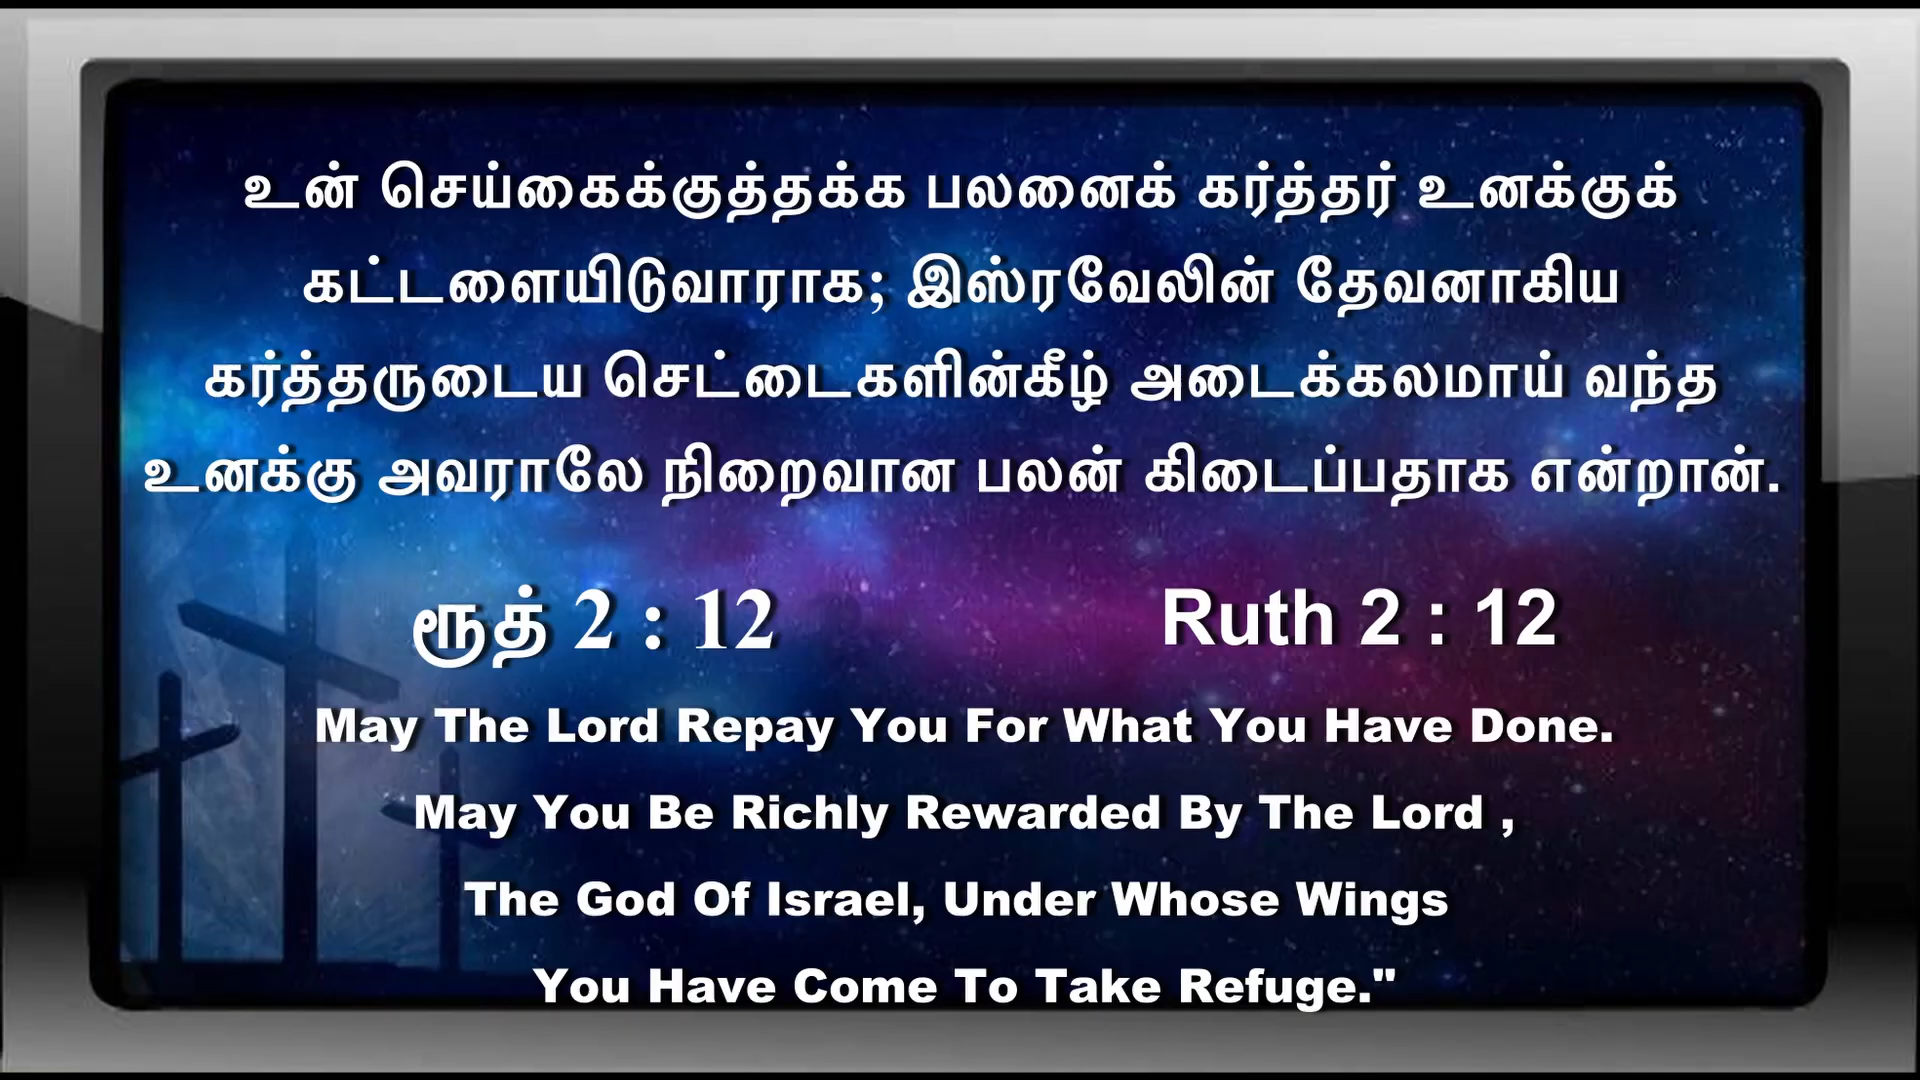 உன் செய்கைக்குத்தக்க பலனைக் கர்த்தர் உனக்குக்
கட்டளையிடுவாராக; இஸ்ரவேலின் தேவனாகிய
கர்த்தருடைய செட்டைகளின்கீழ் அடைக்கலமாய் வந்த
உனக்கு அவராலே நிறைவான பலன் கிடைப்பதாக என்றான்.
ரூத் 2 : 12 Ruth 2 : 12
May The Lord Repay You For What You Have Done.
May You Be Richly Rewarded By The Lord ,
The God Of Israel, Under Whose Wings
You Have Come To Take Refuge."